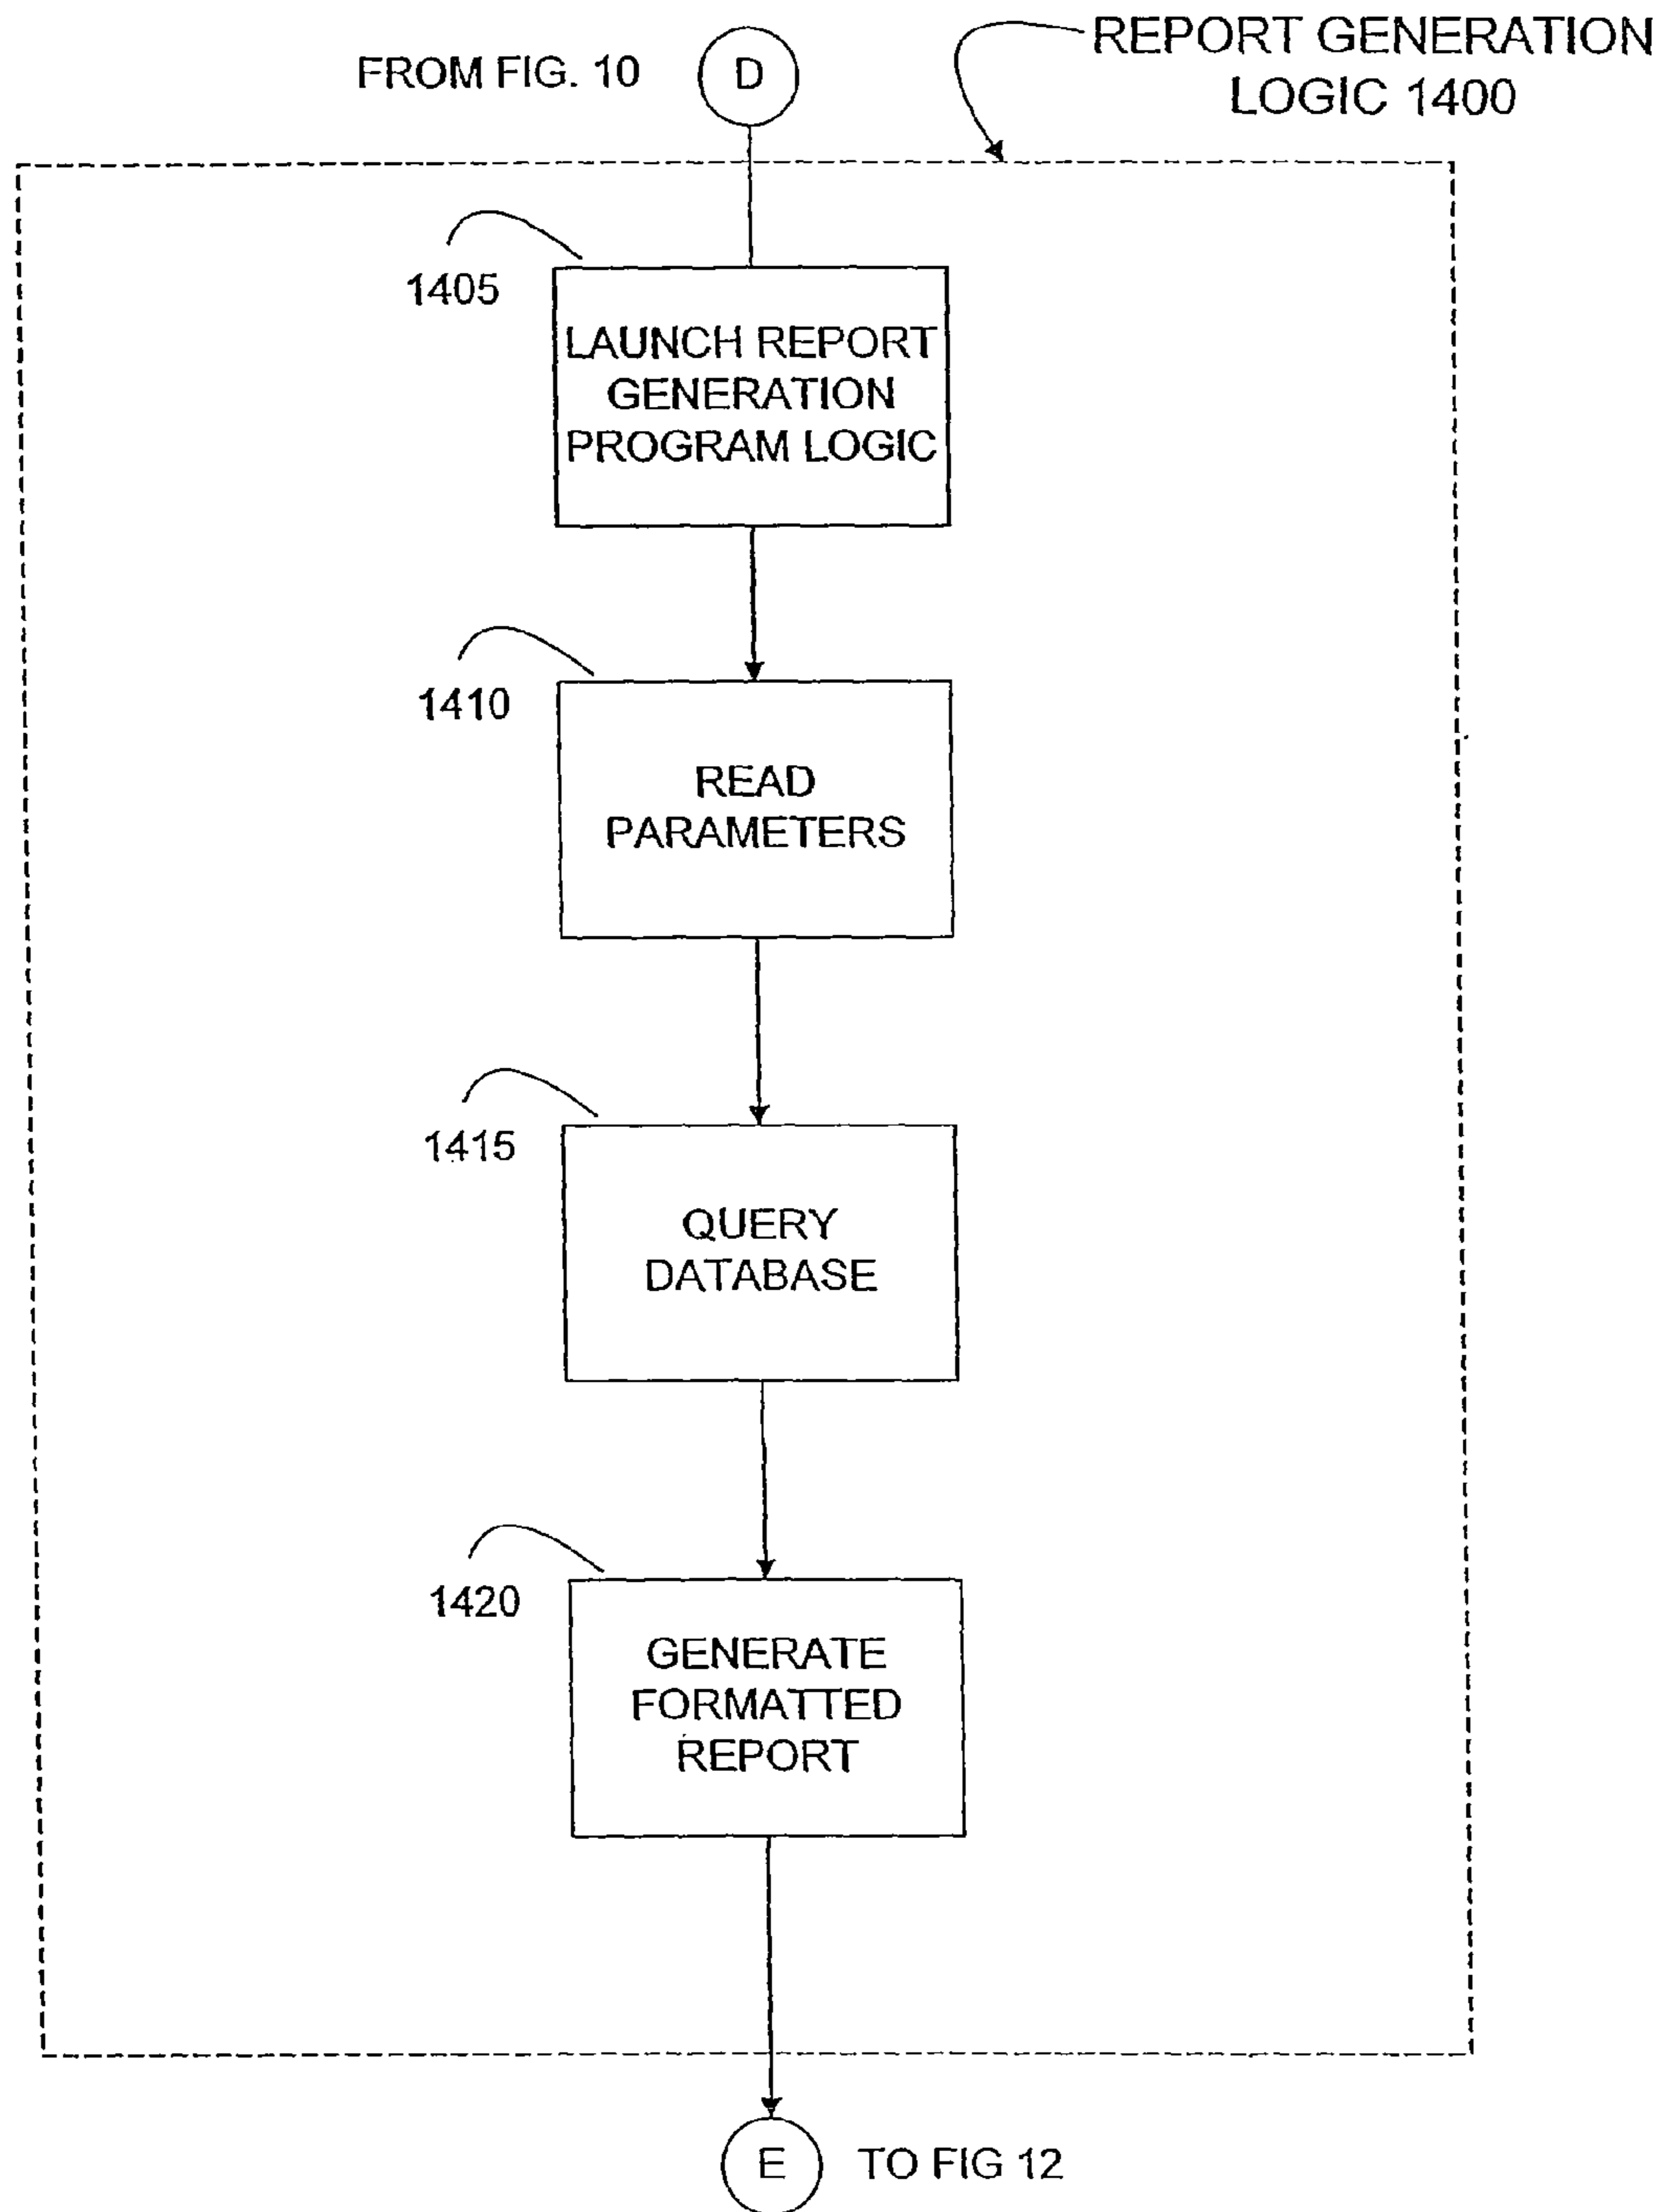 FROM FIG. 10
D
REPORT GENERATION
LOGIC 1400
1405
LAUNCH REPORT
GENERATION
PROGRAM LOGIC
1410
READ
PARAMETERS
1415
QUERY
DATABASE
1420
GENERATE
FORMATTED
REPORT
E
TO FIG 12